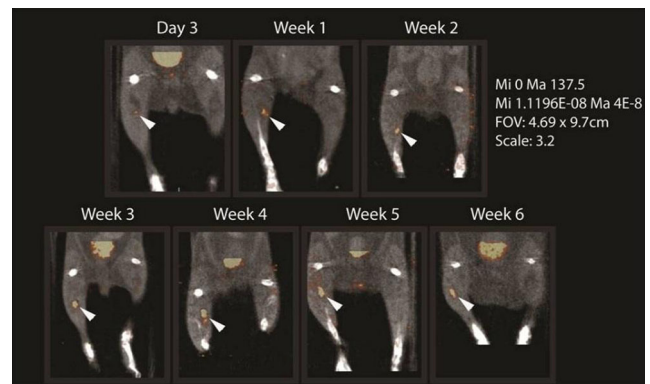 Day 3
Week 1
Week 2
Mi 0 Ma 137.5
Mi 1.1196E-08 Ma 4E-8
FOV: 4.69 x 9.7cm
Scale: 3.2
Week 3
Week 4
Week 5
Week 6